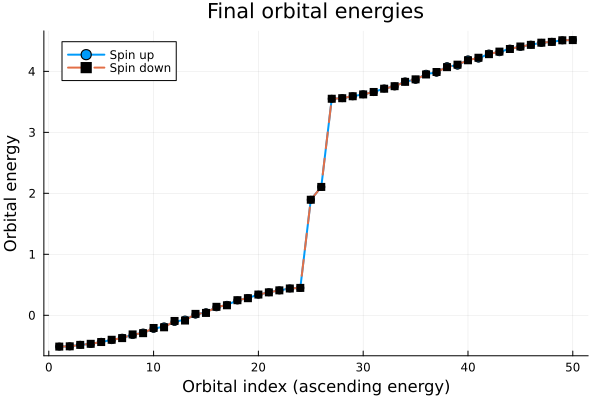 Final orbital energies
Spin up
Spin down
Orbital energy
4
3
2
1
0
0
10
20
30
40
50
Orbital index (ascending energy)